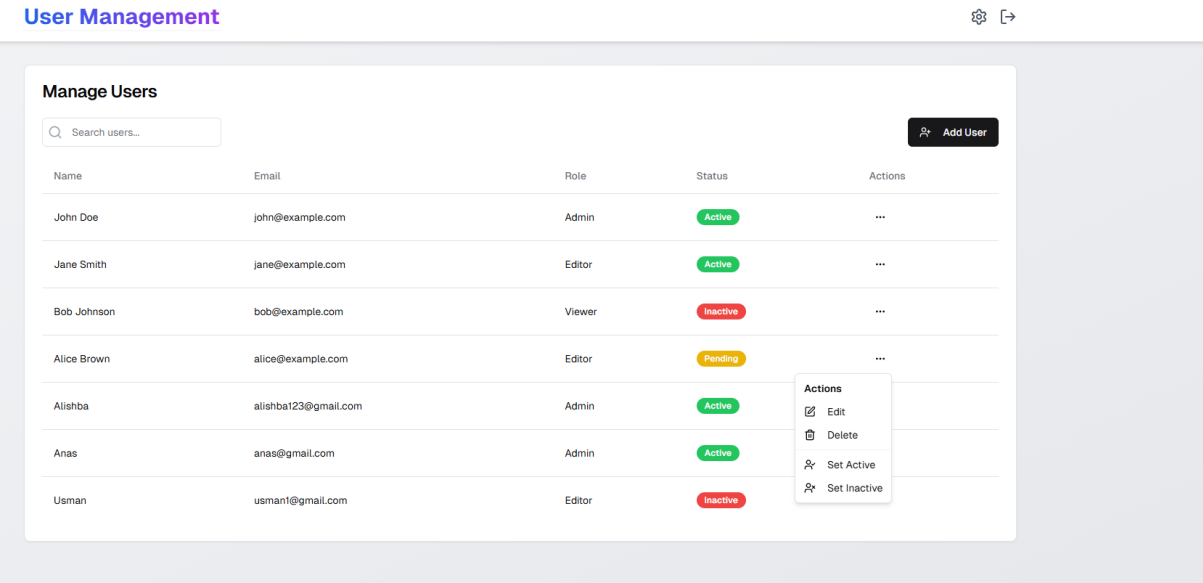 User Management
Manage Users
Search users...
Add User
Name Email Role Status Actions
John Doe john@example.com Admin Active ...
Jane Smith jane@example.com Editor Active ...
Bob Johnson bob@example.com Viewer Inactive ...
Alice Brown alice@example.com Editor Pending ...
Alishba alishba123@gmail.com Admin Active
Anas anas@gmail.com Admin Active
Usman usman1@gmail.com Editor Inactive
Actions
Edit
Delete
Set Active
Set Inactive